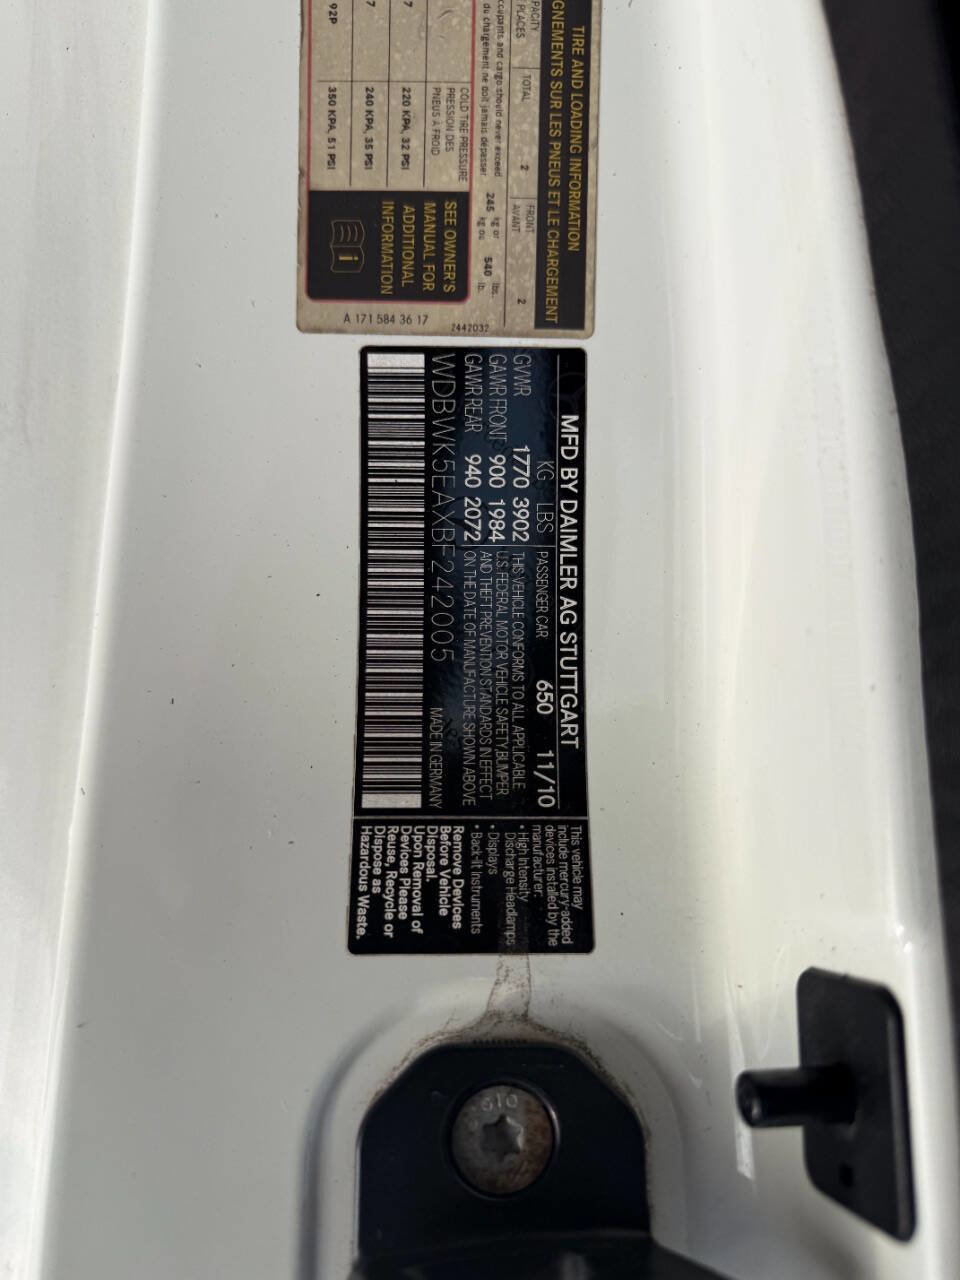 TIRE AND LOADING INFORMATION
GNEMENTS SUR LES PNEUS ET LE CHARGEMENT
PACITY TOTAL 2 FRONT 2
PLACES AVANT
ccupants and cargo should never exceed 245 kg or 540 lbs.
du chargement ne doit jamais dépasser kg ou lb.
COLD TIRE PRESSURE
PRESSION DES
PNEUS À FROID
7 220 KPA, 32 PSI
7 240 KPA, 35 PSI
92P 350 KPA, 51 PSI
SEE OWNER'S
MANUAL FOR
ADDITIONAL
INFORMATION
i
A 171 584 36 17
2442032
MFD BY DAIMLER AG STUTTGART
KG LBS PASSENGER CAR 650 11/10
GVWR 1770 3902
GAWR FRONT 900 1984
GAWR REAR 940 2072
THIS VEHICLE CONFORMS TO ALL APPLICABLE
U.S. FEDERAL MOTOR VEHICLE SAFETY, BUMPER
AND THEFT PREVENTION STANDARDS IN EFFECT
ON THE DATE OF MANUFACTURE SHOWN ABOVE
WDBWK5EAXBF242005 MADE IN GERMANY
This vehicle may
include mercury-added
devices installed by the
manufacturer:
• High Intensity
Discharge Headlamps
• Displays
• Back-lit Instruments
Remove Devices
Before Vehicle
Disposal.
Upon Removal of
Devices Please
Reuse, Recycle or
Dispose as
Hazardous Waste.